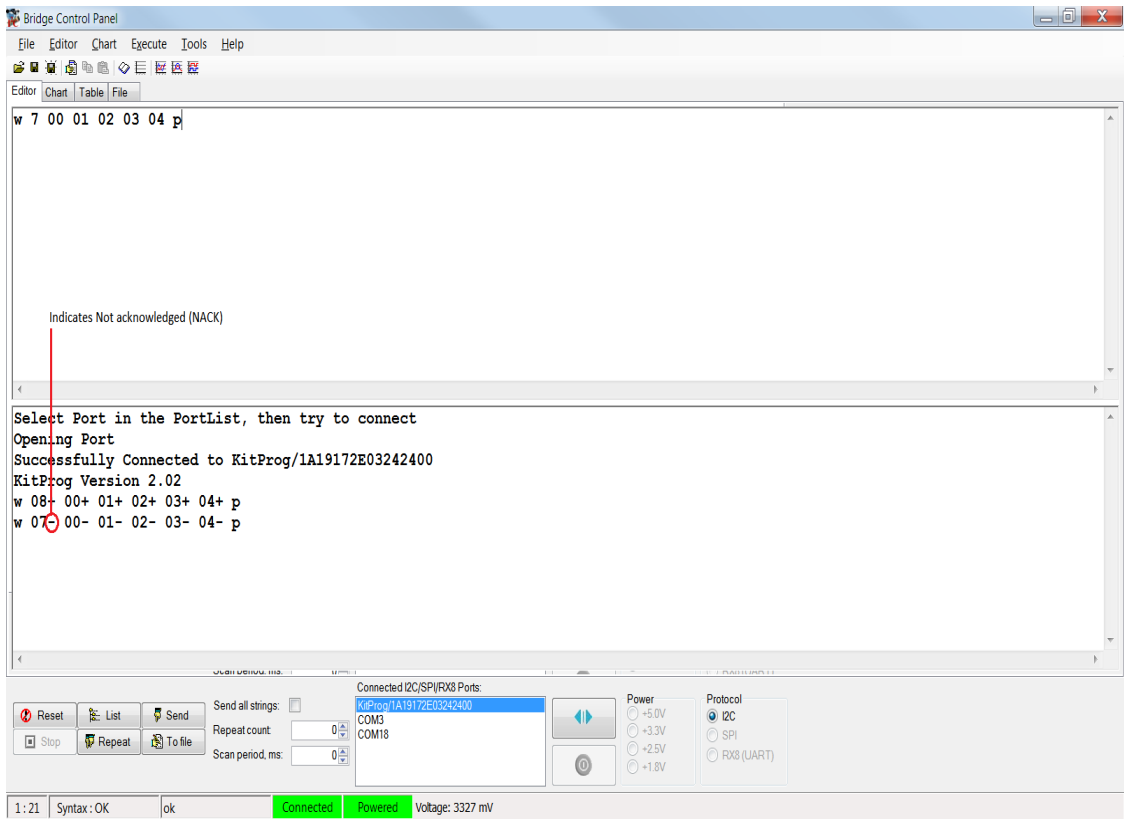 Bridge Control Panel
File Editor Chart Execute Tools Help
Editor Chart Table File
w 7 00 01 02 03 04 p
Indicates Not acknowledged (NACK)
Select Port in the PortList, then try to connect
Opening Port
Successfully Connected to KitProg/1A19172E03242400
KitProg Version 2.02
w 08+ 00+ 01+ 02+ 03+ 04+ p
w 07- 00- 01- 02- 03- 04- p
Connected I2C/SPI/RX8 Ports:
Reset List Send
Stop Repeat To file
Send all strings:
Repeat count: 0
Scan period, ms: 0
KitProg/1A19172E03242400
COM3
COM18
Power
+5.0V
+3.3V
+2.5V
+1.8V
Protocol
I2C
SPI
RX8 (UART)
1 : 21 Syntax : OK ok Connected Powered Voltage: 3327 mV